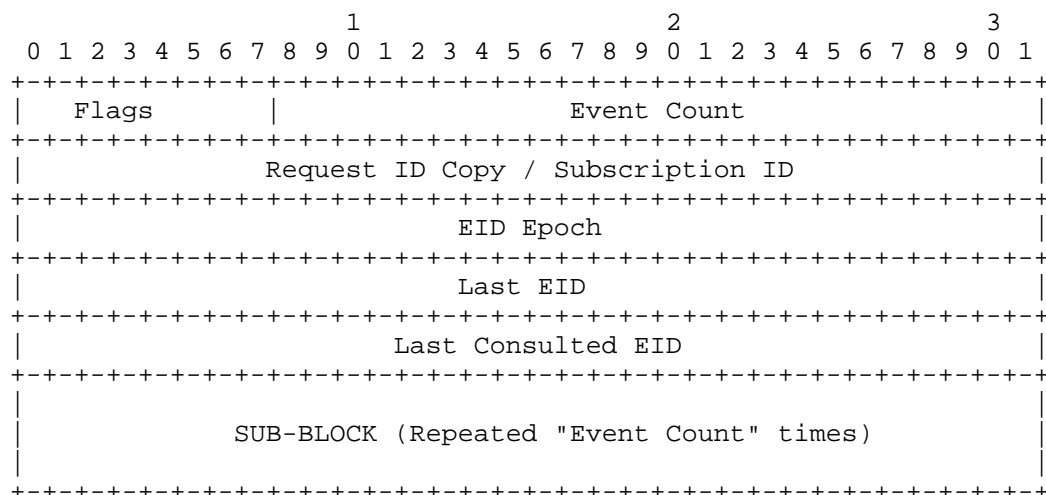 1                   2                   3
 0 1 2 3 4 5 6 7 8 9 0 1 2 3 4 5 6 7 8 9 0 1 2 3 4 5 6 7 8 9 0 1
+-+-+-+-+-+-+-+-+-+-+-+-+-+-+-+-+-+-+-+-+-+-+-+-+-+-+-+-+-+-+-+-+
|   Flags       |                  Event Count                  |
+-+-+-+-+-+-+-+-+-+-+-+-+-+-+-+-+-+-+-+-+-+-+-+-+-+-+-+-+-+-+-+-+
|               Request ID Copy / Subscription ID               |
+-+-+-+-+-+-+-+-+-+-+-+-+-+-+-+-+-+-+-+-+-+-+-+-+-+-+-+-+-+-+-+-+
|                           EID Epoch                           |
+-+-+-+-+-+-+-+-+-+-+-+-+-+-+-+-+-+-+-+-+-+-+-+-+-+-+-+-+-+-+-+-+
|                           Last EID                            |
+-+-+-+-+-+-+-+-+-+-+-+-+-+-+-+-+-+-+-+-+-+-+-+-+-+-+-+-+-+-+-+-+
|                       Last Consulted EID                      |
+-+-+-+-+-+-+-+-+-+-+-+-+-+-+-+-+-+-+-+-+-+-+-+-+-+-+-+-+-+-+-+-+
|                                                               |
|             SUB-BLOCK (Repeated "Event Count" times)          |
|                                                               |
+-+-+-+-+-+-+-+-+-+-+-+-+-+-+-+-+-+-+-+-+-+-+-+-+-+-+-+-+-+-+-+-+